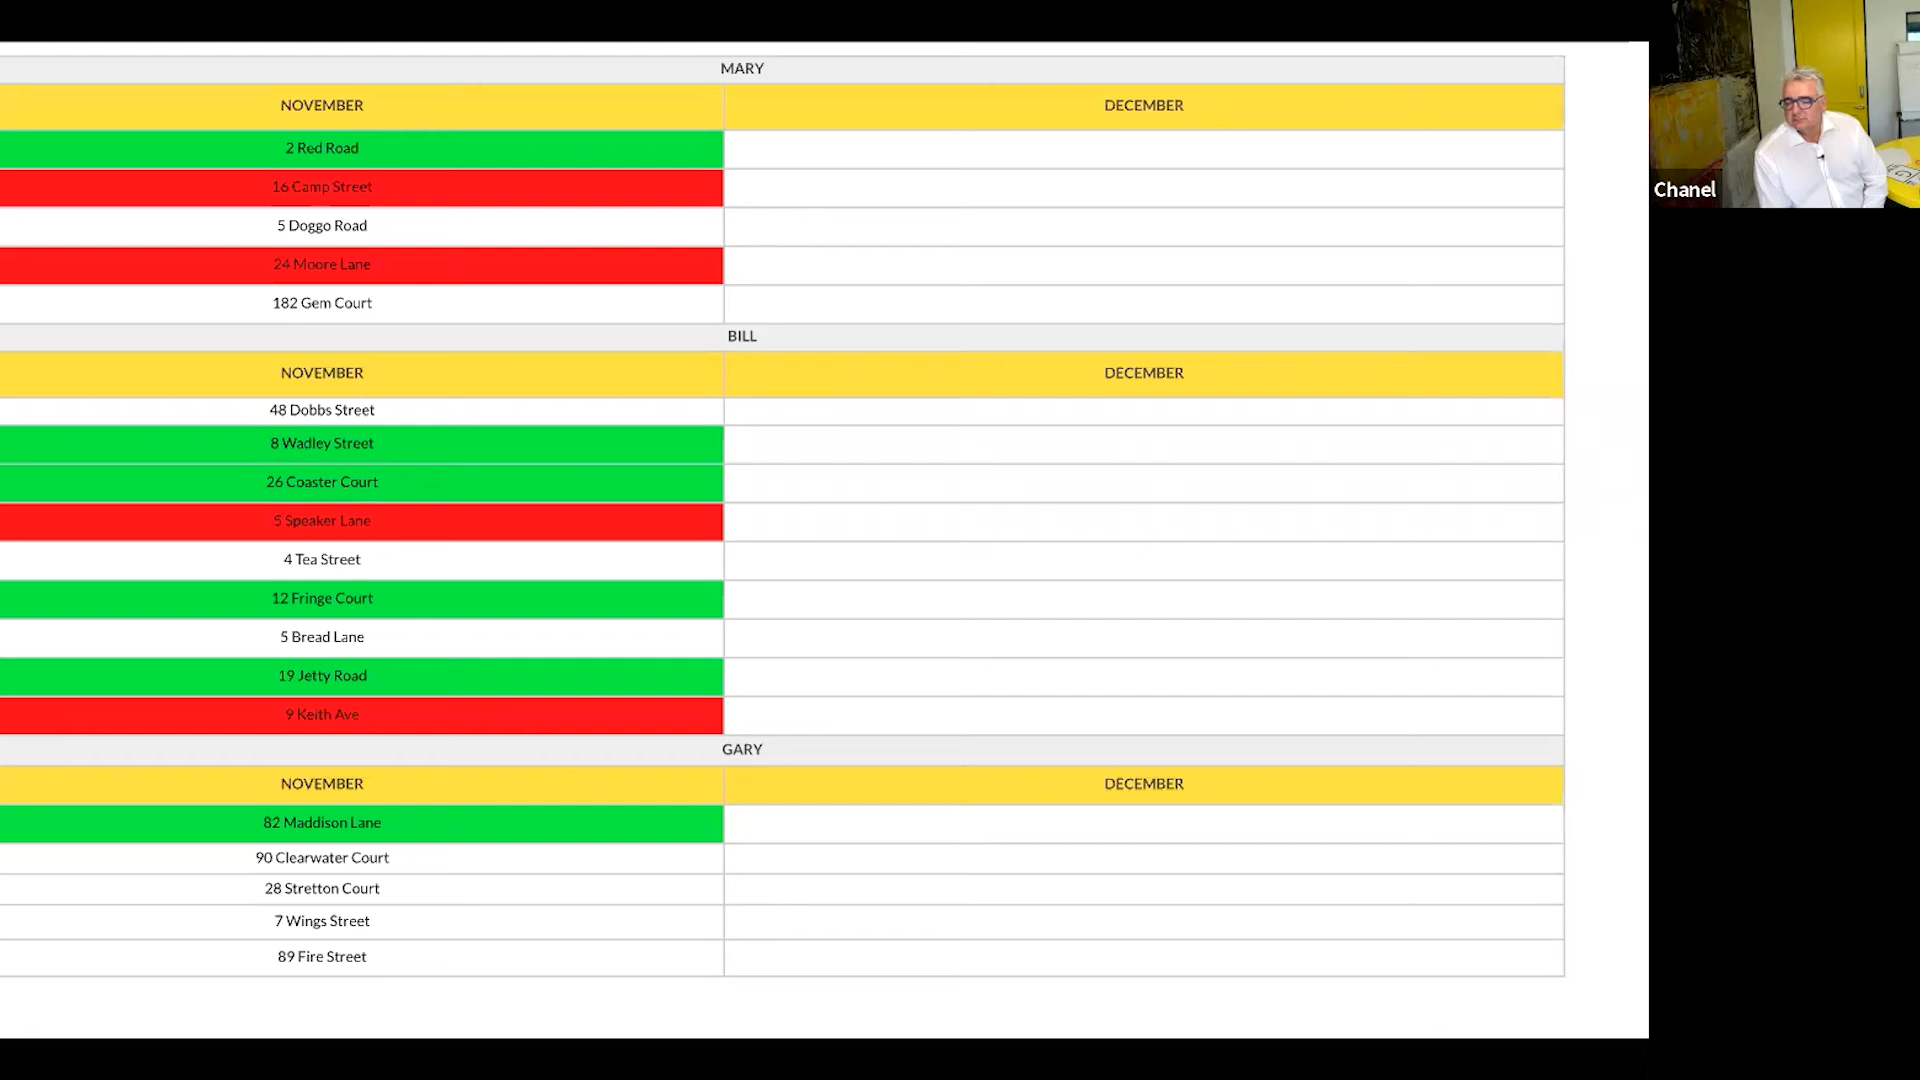 MARY
NOVEMBER DECEMBER
2 Red Road
16 Camp Street
5 Doggo Road
24 Moore Lane
182 Gem Court
BILL
NOVEMBER DECEMBER
48 Dobbs Street
8 Wadley Street
26 Coaster Court
5 Speaker Lane
4 Tea Street
12 Fringe Court
5 Bread Lane
19 Jetty Road
9 Keith Ave
GARY
NOVEMBER DECEMBER
82 Maddison Lane
90 Clearwater Court
28 Stretton Court
7 Wings Street
89 Fire Street
Chanel